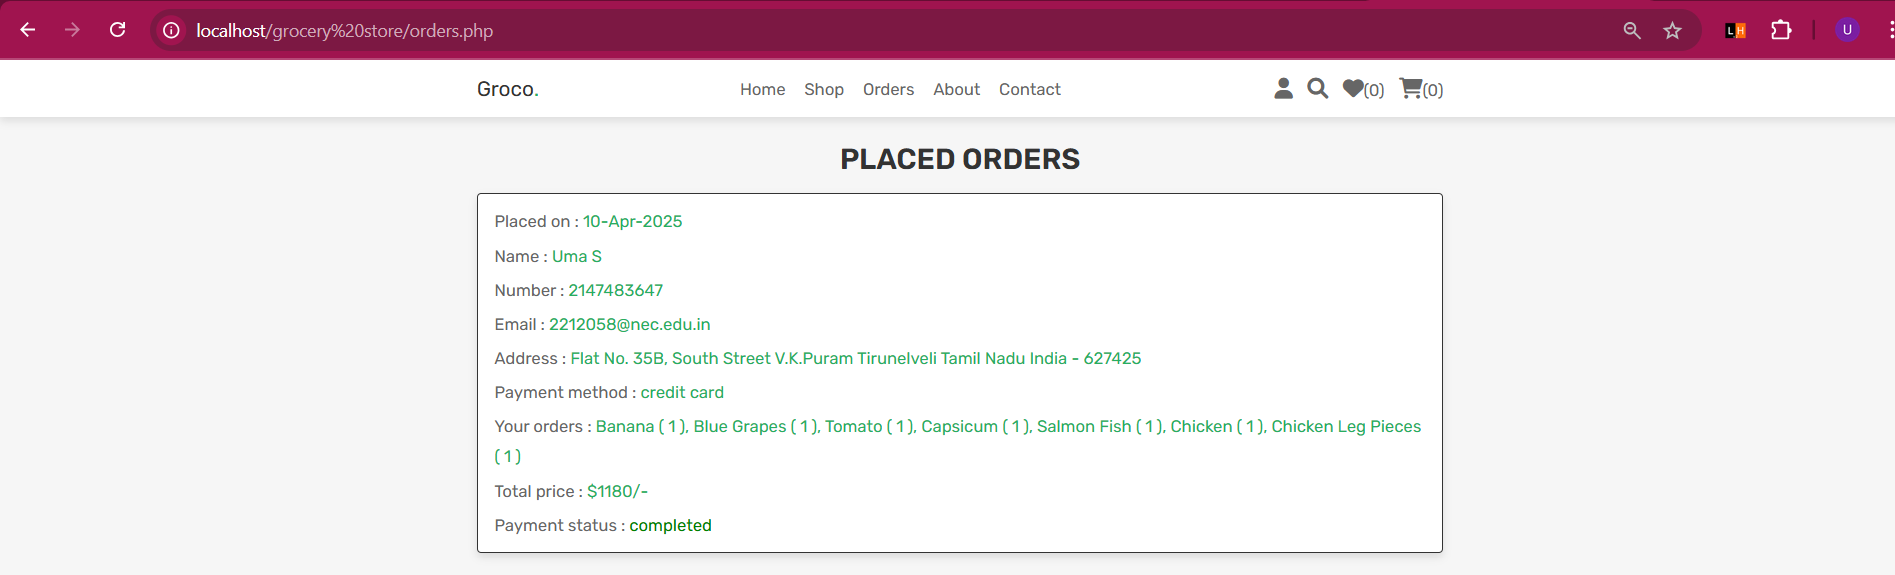 localhost/grocery%20store/orders.php
LH
U
Groco.
Home Shop Orders About Contact
(0) (0)
PLACED ORDERS
Placed on : 10-Apr-2025
Name : Uma S
Number : 2147483647
Email : 2212058@nec.edu.in
Address : Flat No. 35B, South Street V.K.Puram Tirunelveli Tamil Nadu India - 627425
Payment method : credit card
Your orders : Banana ( 1 ), Blue Grapes ( 1 ), Tomato ( 1 ), Capsicum ( 1 ), Salmon Fish ( 1 ), Chicken ( 1 ), Chicken Leg Pieces
( 1 )
Total price : $1180/-
Payment status : completed